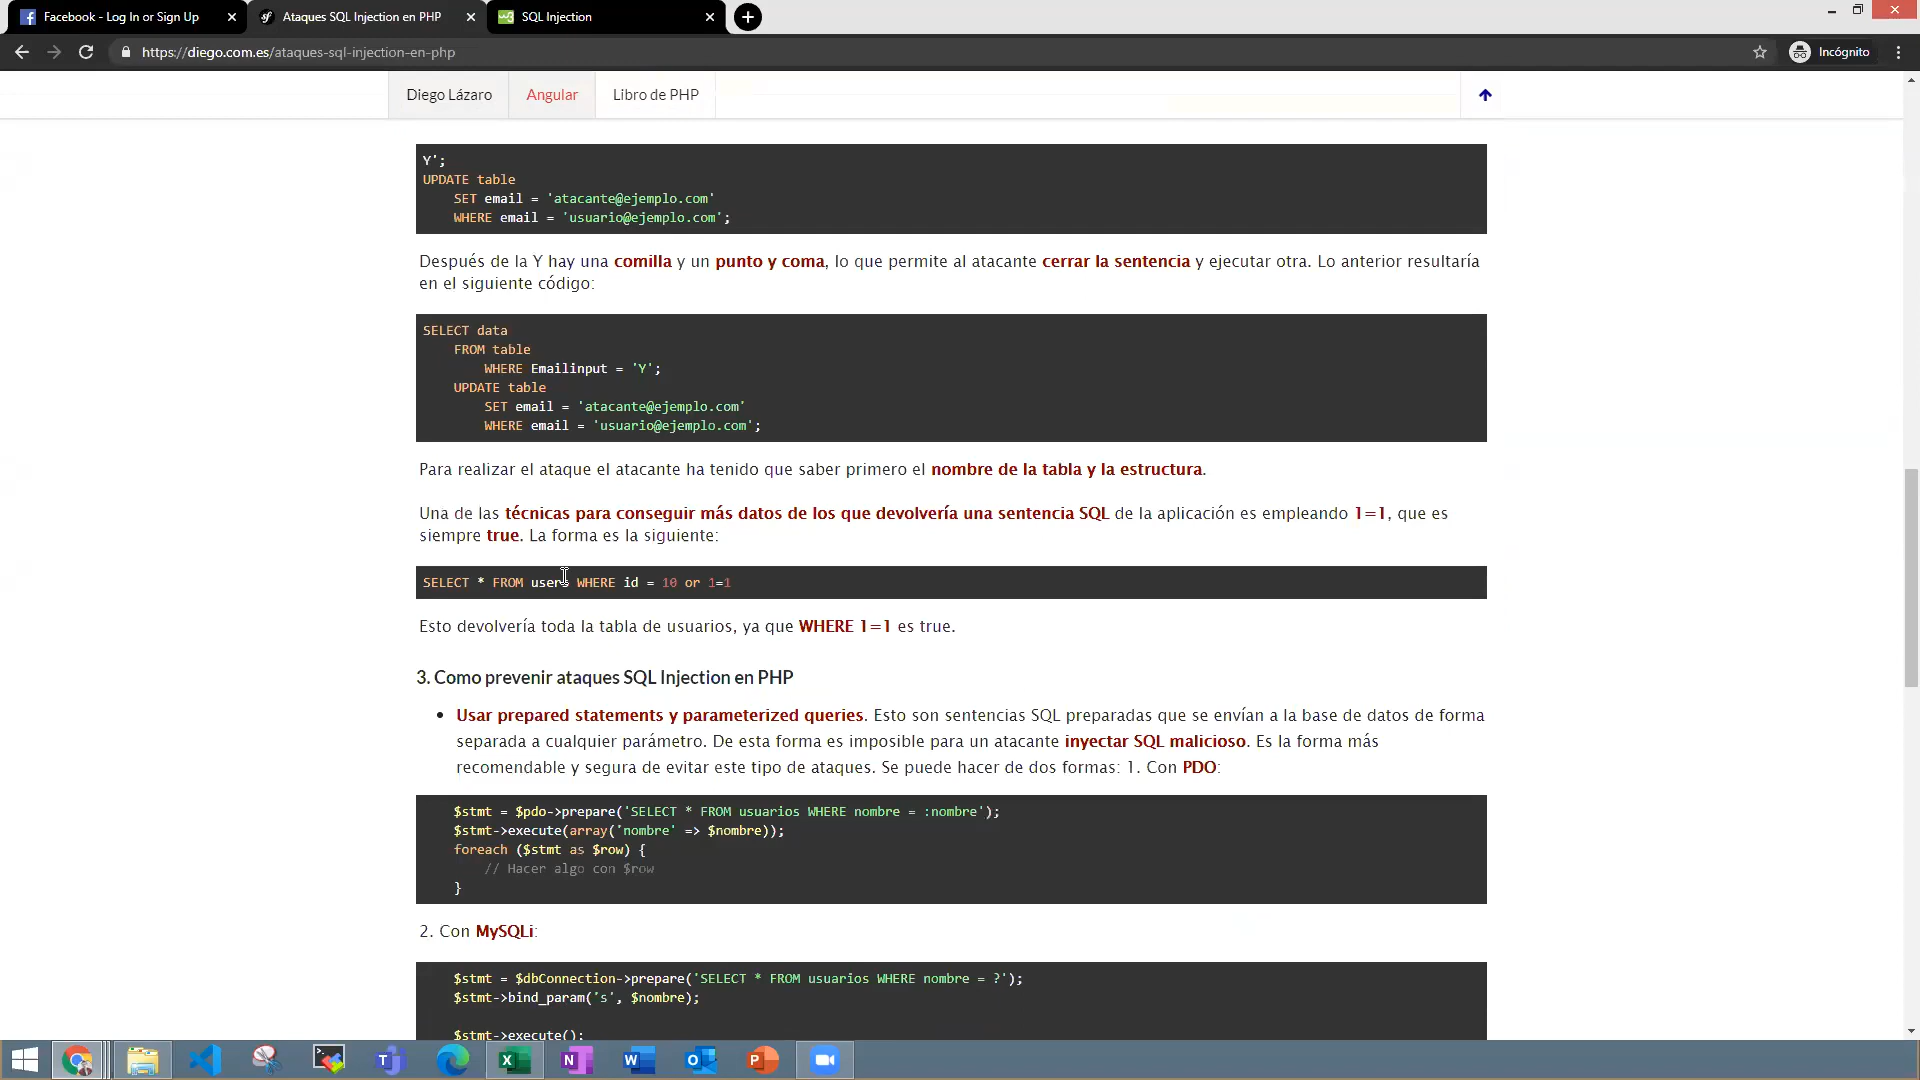 Facebook - Log In or Sign Up
Ataques SQL Injection en PHP
SQL Injection
https://diego.com.es/ataques-sql-injection-en-php
Incógnito
Diego Lázaro
Angular
Libro de PHP
Y';
UPDATE table
SET email = 'atacante@ejemplo.com'
WHERE email = 'usuario@ejemplo.com';
Después de la Y hay una comilla y un punto y coma, lo que permite al atacante cerrar la sentencia y ejecutar otra. Lo anterior resultaría
en el siguiente código:
SELECT data
FROM table
WHERE Emailinput = 'Y';
UPDATE table
SET email = 'atacante@ejemplo.com'
WHERE email = 'usuario@ejemplo.com';
Para realizar el ataque el atacante ha tenido que saber primero el nombre de la tabla y la estructura.
Una de las técnicas para conseguir más datos de los que devolvería una sentencia SQL de la aplicación es empleando 1=1, que es
siempre true. La forma es la siguiente:
SELECT * FROM users WHERE id = 10 or 1=1
Esto devolvería toda la tabla de usuarios, ya que WHERE 1=1 es true.
3. Como prevenir ataques SQL Injection en PHP
• Usar prepared statements y parameterized queries. Esto son sentencias SQL preparadas que se envían a la base de datos de forma
separada a cualquier parámetro. De esta forma es imposible para un atacante inyectar SQL malicioso. Es la forma más
recomendable y segura de evitar este tipo de ataques. Se puede hacer de dos formas: 1. Con PDO:
$stmt = $pdo->prepare('SELECT * FROM usuarios WHERE nombre = :nombre');
$stmt->execute(array('nombre' => $nombre));
foreach ($stmt as $row) {
// Hacer algo con $row
}
2. Con MySQLi:
$stmt = $dbConnection->prepare('SELECT * FROM usuarios WHERE nombre = ?');
$stmt->bind_param('s', $nombre);
$stmt->execute();